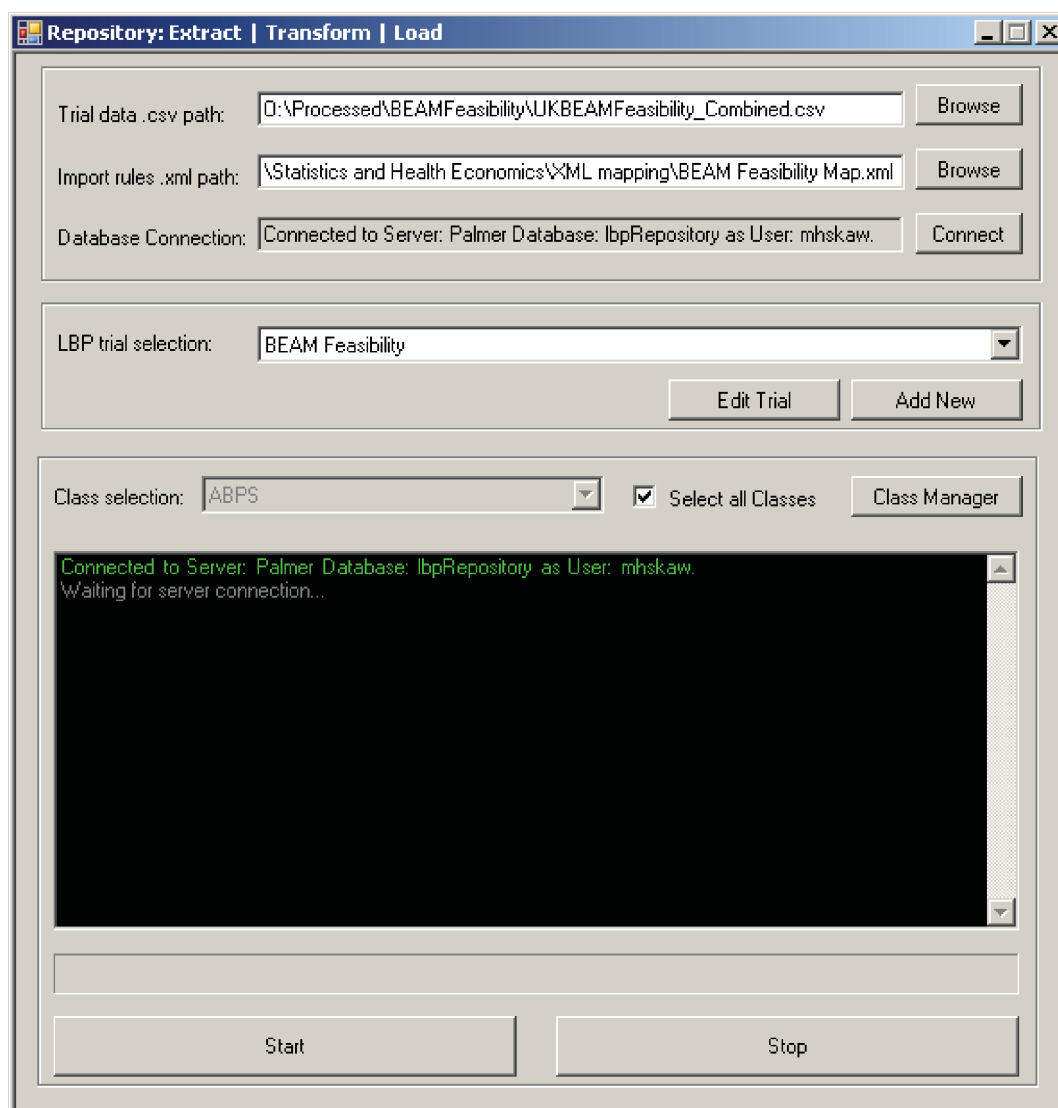 Repository: Extract | Transform | Load
Trial data .csv path: O:\Processed\BEAMFeasibility\UKBEAMFeasibility_Combined.csv Browse
Import rules .xml path: \Statistics and Health Economics\XML mapping\BEAM Feasibility Map.xml Browse
Database Connection: Connected to Server: Palmer Database: lbpRepository as User: mhskaw. Connect
LBP trial selection: BEAM Feasibility
Edit Trial Add New
Class selection: ABPS Select all Classes Class Manager
Connected to Server: Palmer Database: lbpRepository as User: mhskaw.
Waiting for server connection...
Start Stop